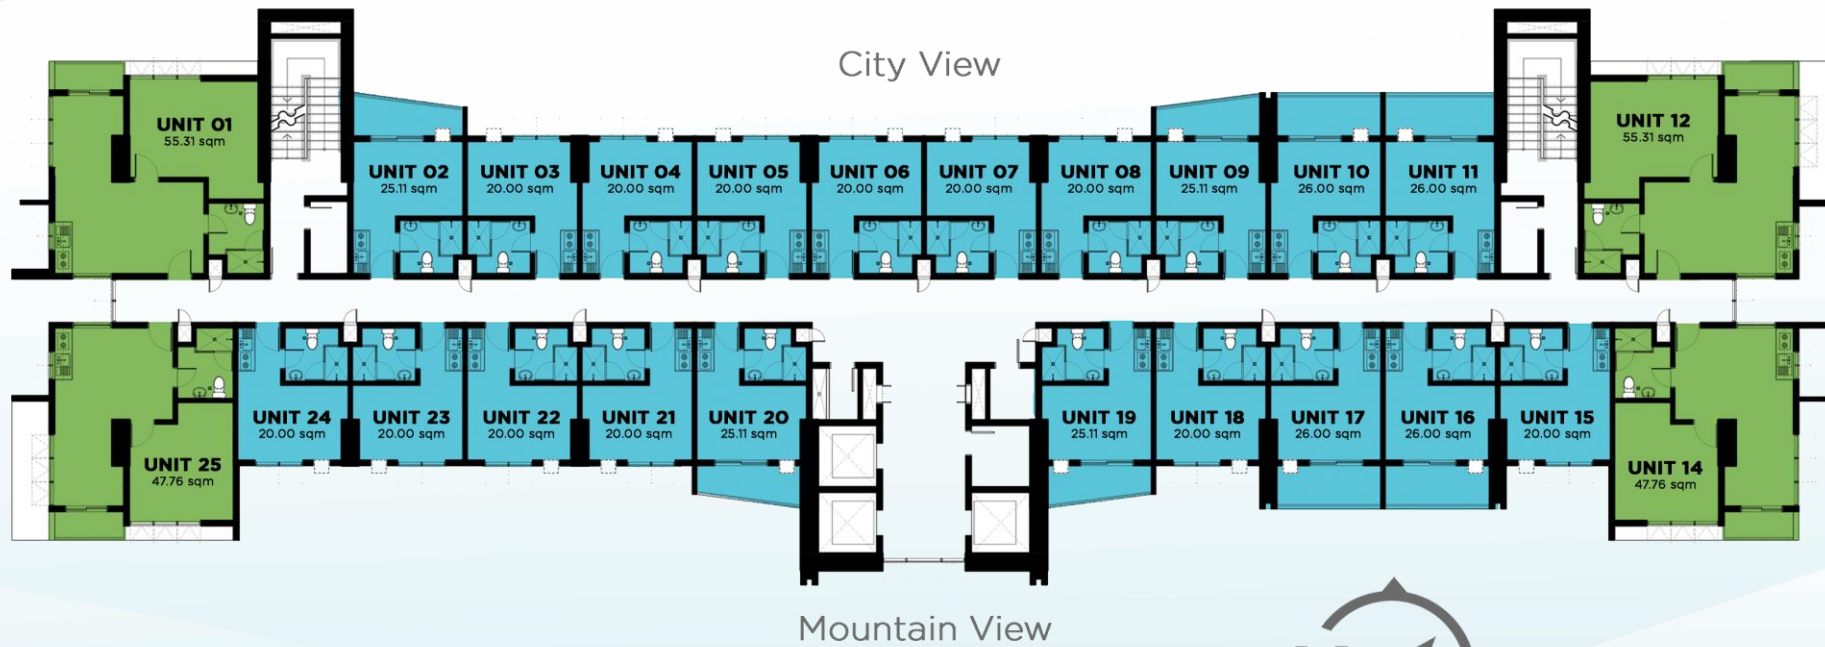 City View
UNIT 01
55.31 sqm
UNIT 02
25.11 sqm
UNIT 03
20.00 sqm
UNIT 04
20.00 sqm
UNIT 05
20.00 sqm
UNIT 06
20.00 sqm
UNIT 07
20.00 sqm
UNIT 08
20.00 sqm
UNIT 09
25.11 sqm
UNIT 10
26.00 sqm
UNIT 11
26.00 sqm
UNIT 12
55.31 sqm
UNIT 25
47.76 sqm
UNIT 24
20.00 sqm
UNIT 23
20.00 sqm
UNIT 22
20.00 sqm
UNIT 21
20.00 sqm
UNIT 20
25.11 sqm
UNIT 19
25.11 sqm
UNIT 18
20.00 sqm
UNIT 17
26.00 sqm
UNIT 16
26.00 sqm
UNIT 15
20.00 sqm
UNIT 14
47.76 sqm
Mountain View